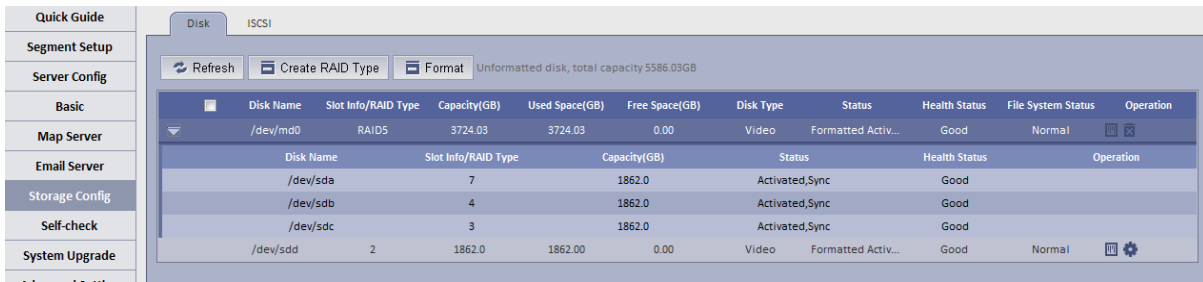 Quick Guide
Segment Setup
Server Config
Basic
Map Server
Email Server
Storage Config
Self-check
System Upgrade
Disk ISCSI
Refresh Create RAID Type Format Unformatted disk, total capacity 5586.03GB
Disk Name Slot Info/RAID Type Capacity(GB) Used Space(GB) Free Space(GB) Disk Type Status Health Status File System Status Operation
/dev/md0 RAID5 3724.03 3724.03 0.00 Video Formatted Activ... Good Normal
Disk Name Slot Info/RAID Type Capacity(GB) Status Health Status Operation
/dev/sda 7 1862.0 Activated,Sync Good
/dev/sdb 4 1862.0 Activated,Sync Good
/dev/sdc 3 1862.0 Activated,Sync Good
/dev/sdd 2 1862.0 1862.00 0.00 Video Formatted Activ... Good Normal